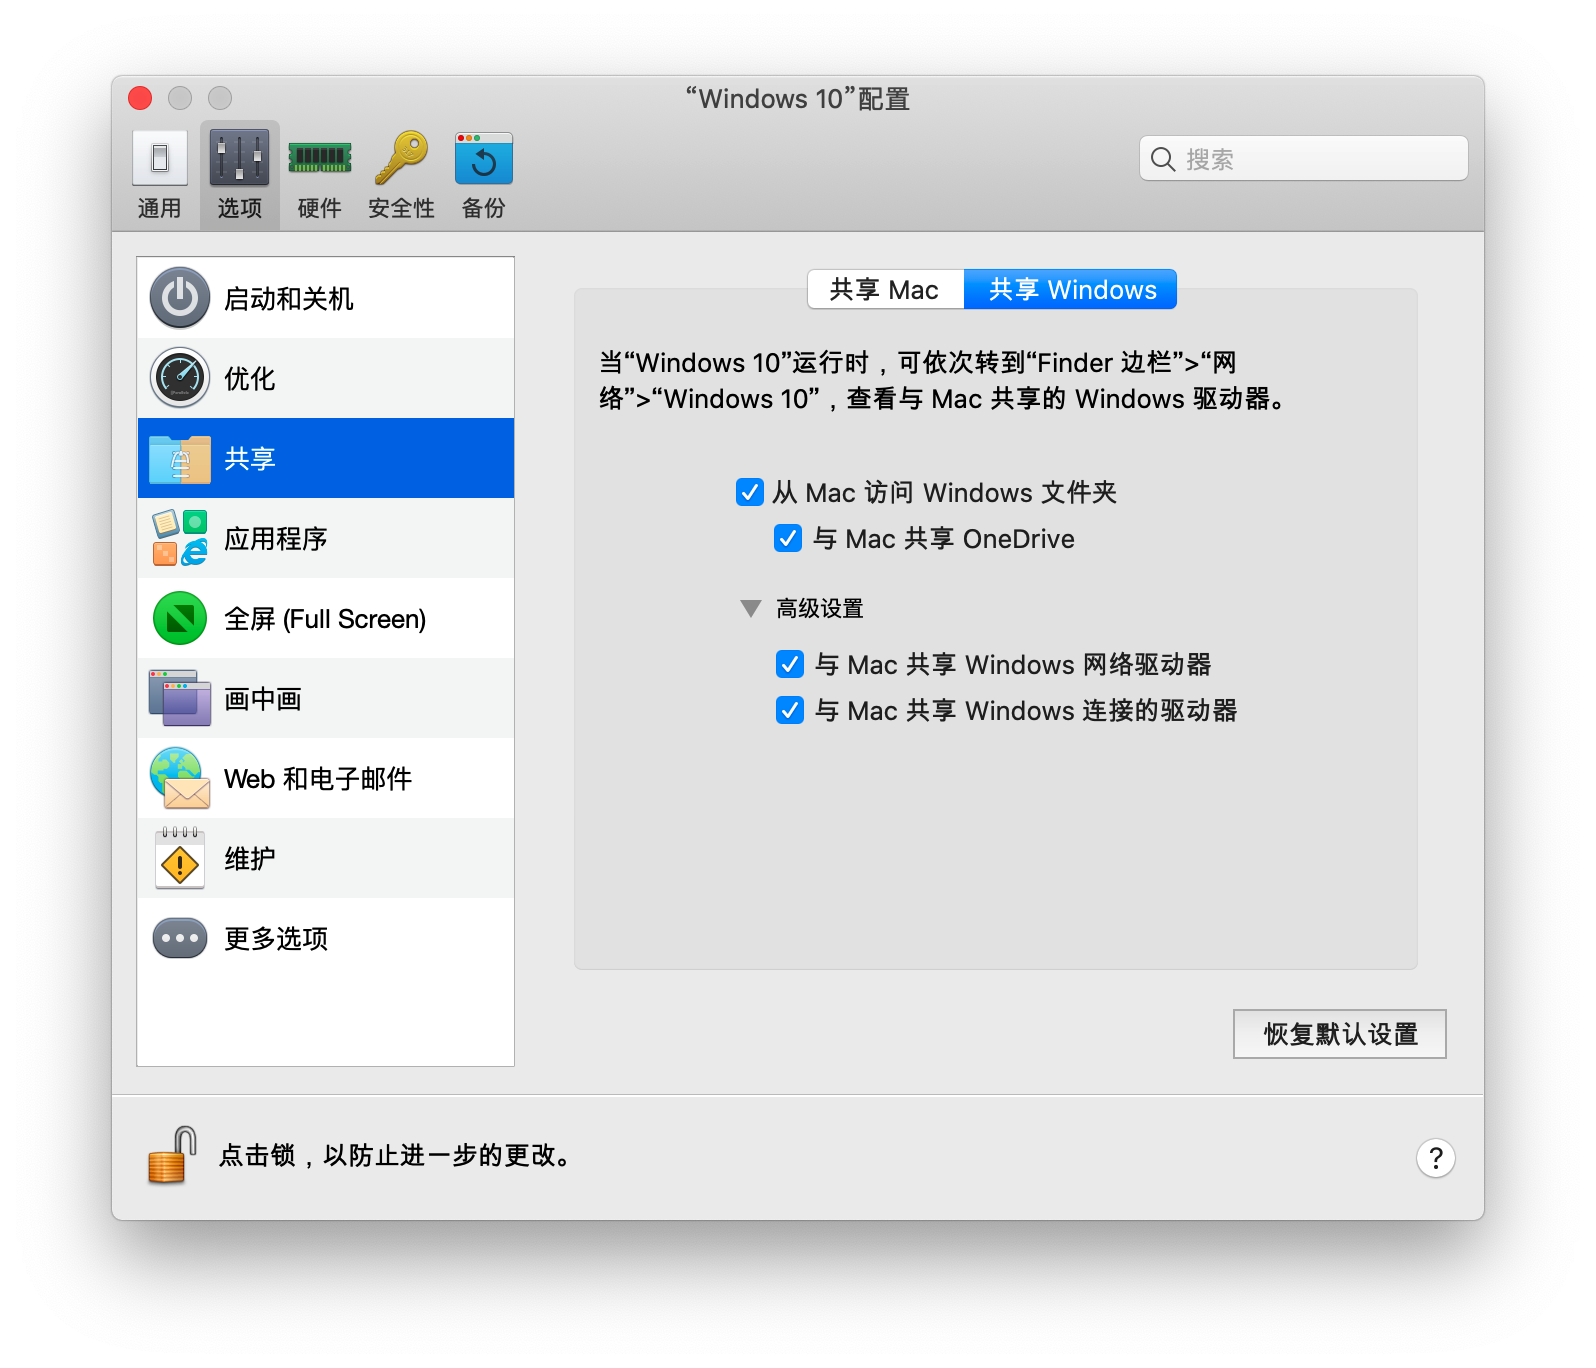 “Windows 10”配置
通用
选项
硬件
安全性
备份
搜索
启动和关机
优化
共享
应用程序
全屏 (Full Screen)
画中画
Web 和电子邮件
维护
更多选项
共享 Mac
共享 Windows
当“Windows 10”运行时，可依次转到“Finder 边栏”>“网
络”>“Windows 10”，查看与 Mac 共享的 Windows 驱动器。
从 Mac 访问 Windows 文件夹
与 Mac 共享 OneDrive
高级设置
与 Mac 共享 Windows 网络驱动器
与 Mac 共享 Windows 连接的驱动器
恢复默认设置
点击锁，以防止进一步的更改。
?